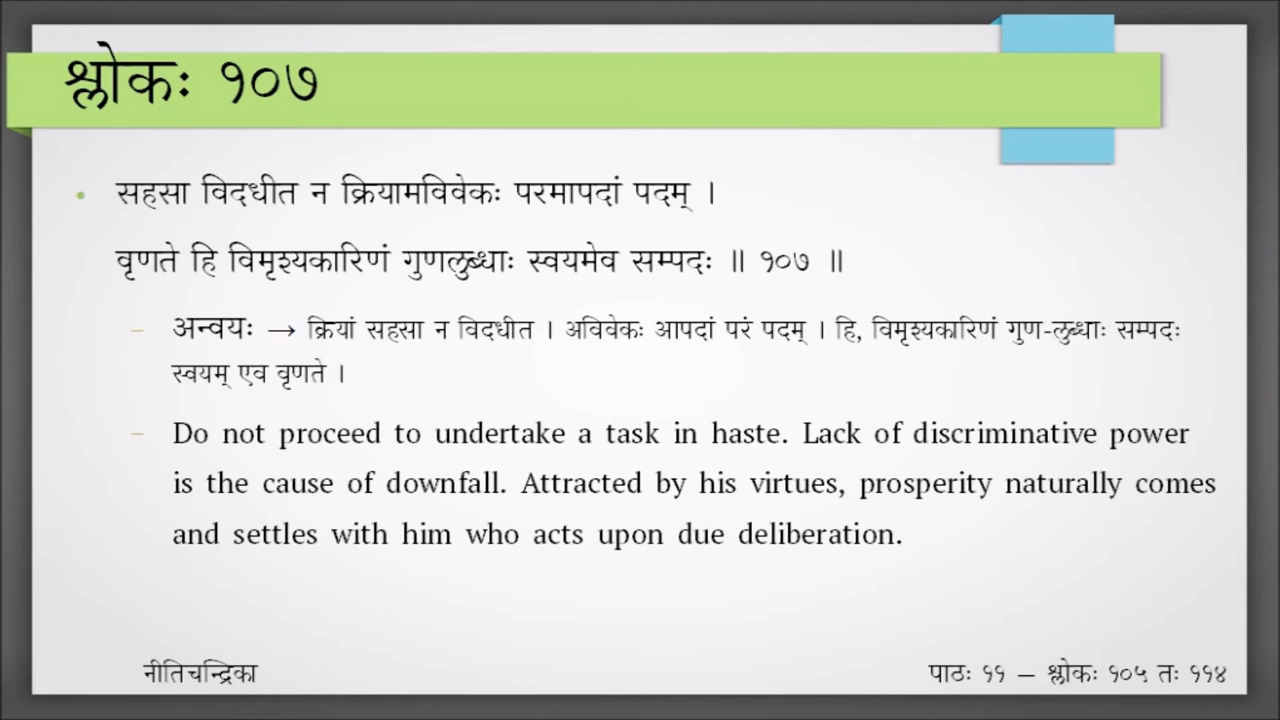 श्लोकः १०७
सहसा विदधीत न क्रियामविवेकः परमापदां पदम् ।
वृणते हि विमृश्यकारिणं गुणलुब्धाः स्वयमेव सम्पदः ॥ १०७ ॥
अन्वयः → क्रियां सहसा न विदधीत । अविवेकः आपदां परं पदम् । हि, विमृश्यकारिणं गुण-लुब्धाः सम्पदः
स्वयम् एव वृणते ।
Do not proceed to undertake a task in haste. Lack of discriminative power
is the cause of downfall. Attracted by his virtues, prosperity naturally comes
and settles with him who acts upon due deliberation.
नीतिचन्द्रिका
पाठः ११ – श्लोकः १०५ तः ११४